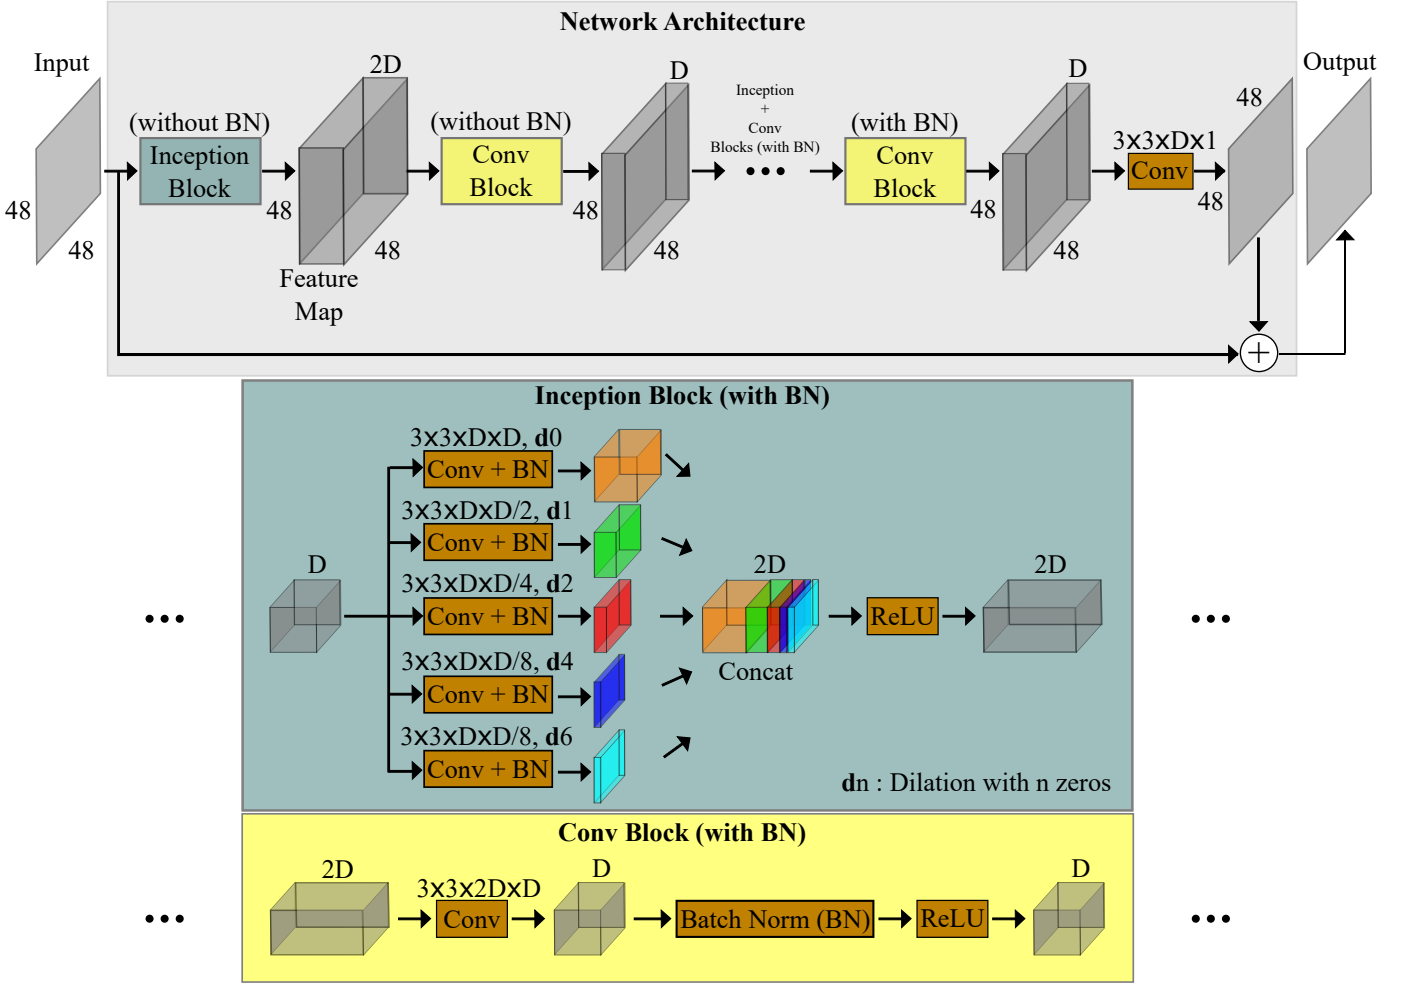 Network Architecture
Input
2D
D
Inception
+
Conv
Blocks (with BN)
D
Output
(without BN)
Inception
Block
(without BN)
Conv
Block
(with BN)
Conv
Block
3x3xDx1
Conv
48
48
48
48
48
48
48
48
48
48
Feature
Map
+
Inception Block (with BN)
3x3xDxD, d0
Conv + BN
3x3xDxD/2, d1
Conv + BN
D
3x3xDxD/4, d2
Conv + BN
3x3xDxD/8, d4
Conv + BN
3x3xDxD/8, d6
Conv + BN
2D
Concat
ReLU
2D
dn : Dilation with n zeros
Conv Block (with BN)
2D
3x3x2DxD
Conv
D
Batch Norm (BN)
ReLU
D